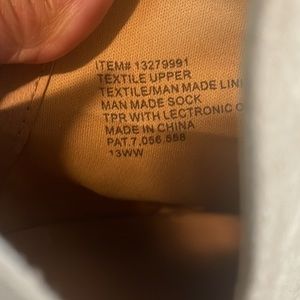 ITEM# 13279991
TEXTILE UPPER
TEXTILE/MAN MADE LINI
MAN MADE SOCK
TPR WITH LECTRONIC O
MADE IN CHINA
PAT.7,056,558
13WW